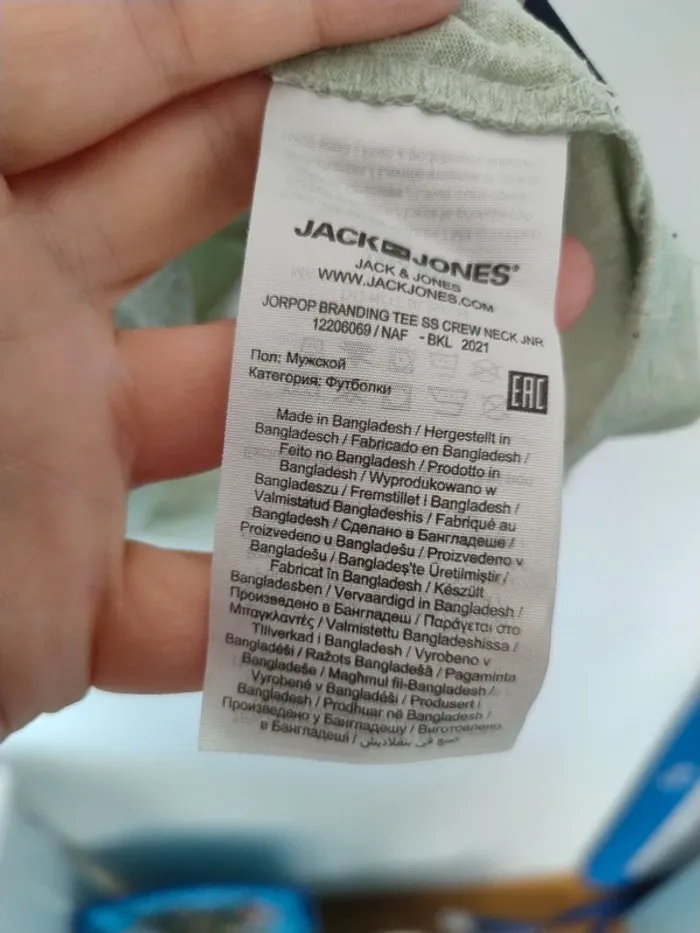 JACK JONES®
JACK & JONES
WWW.JACKJONES.COM
JORPOP BRANDING TEE SS CREW NECK JNR
12206069 / NAF - BKL 2021
Пол: Мужской
Категория: Футболки
EAC
Made in Bangladesh / Hergestellt in
Bangladesch / Fabricado en Bangladesh /
Feito no Bangladesh / Prodotto in
Bangladesh / Wyprodukowano w
Bangladeszu / Fremstillet i Bangladesh /
Valmistatud Bangladeshis / Fabriqué au
Bangladesh / Сделано в Бангладеше /
Proizvedeno u Bangladešu / Proizvedeno v
Bangladešu / Bangladeş'te Üretilmiştir /
Fabricat în Bangladesh / Készült
Bangladesben / Vervaardigd in Bangladesh /
Произведено в Бангладеш / Παράγεται στο
Μπαγκλαντές / Valmistettu Bangladeshissa /
Tillverkad i Bangladesh / Vyrobeno v
Bangladéši / Ražots Bangladešā / Pagaminta
Bangladeše / Maghmul fil-Bangladesh /
Vyrobené v Bangladéši / Produsert i
Bangladesh / Prodhuar në Bangladesh /
Произведено у Бангладешу / Виготовлено
в Бангладеші / صنع في بنغلاديش